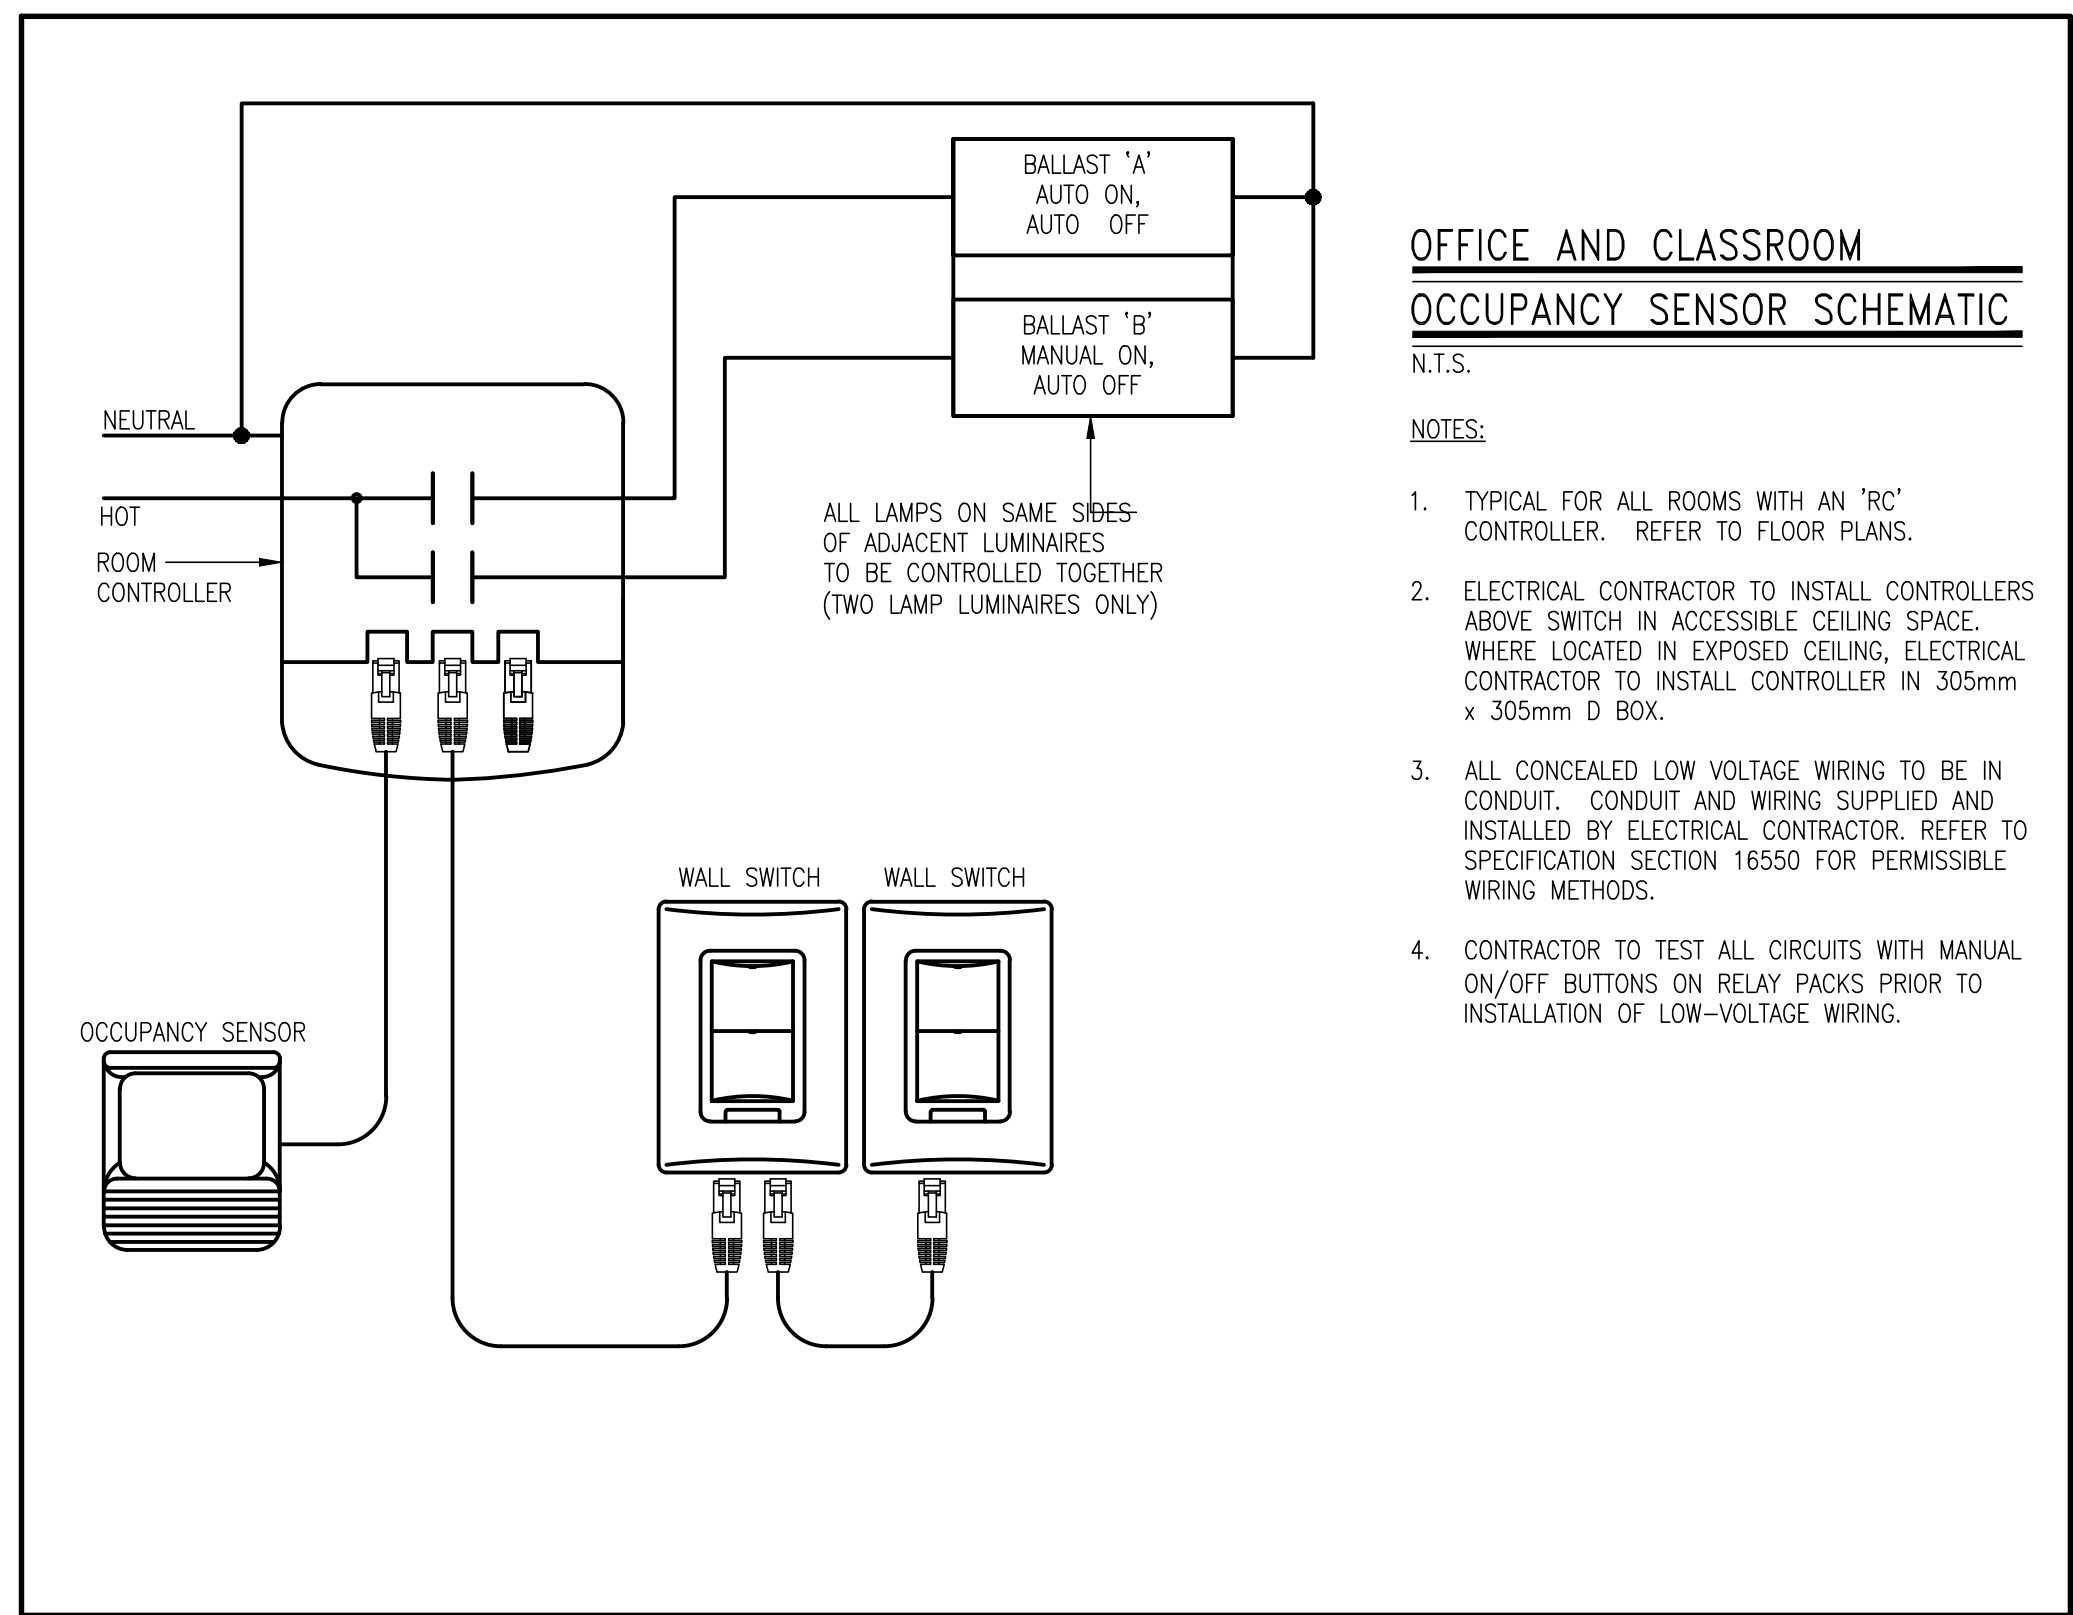 BALLAST 'A'
AUTO ON,
AUTO OFF
BALLAST 'B'
MANUAL ON,
AUTO OFF
NEUTRAL
HOT
ROOM
CONTROLLER
ALL LAMPS ON SAME SIDES
OF ADJACENT LUMINAIRES
TO BE CONTROLLED TOGETHER
(TWO LAMP LUMINAIRES ONLY)
WALL SWITCH
WALL SWITCH
OCCUPANCY SENSOR
OFFICE AND CLASSROOM
OCCUPANCY SENSOR SCHEMATIC
N.T.S.
NOTES:
1. TYPICAL FOR ALL ROOMS WITH AN 'RC'
CONTROLLER. REFER TO FLOOR PLANS.
2. ELECTRICAL CONTRACTOR TO INSTALL CONTROLLERS
ABOVE SWITCH IN ACCESSIBLE CEILING SPACE.
WHERE LOCATED IN EXPOSED CEILING, ELECTRICAL
CONTRACTOR TO INSTALL CONTROLLER IN 305mm
x 305mm D BOX.
3. ALL CONCEALED LOW VOLTAGE WIRING TO BE IN
CONDUIT. CONDUIT AND WIRING SUPPLIED AND
INSTALLED BY ELECTRICAL CONTRACTOR. REFER TO
SPECIFICATION SECTION 16550 FOR PERMISSIBLE
WIRING METHODS.
4. CONTRACTOR TO TEST ALL CIRCUITS WITH MANUAL
ON/OFF BUTTONS ON RELAY PACKS PRIOR TO
INSTALLATION OF LOW-VOLTAGE WIRING.